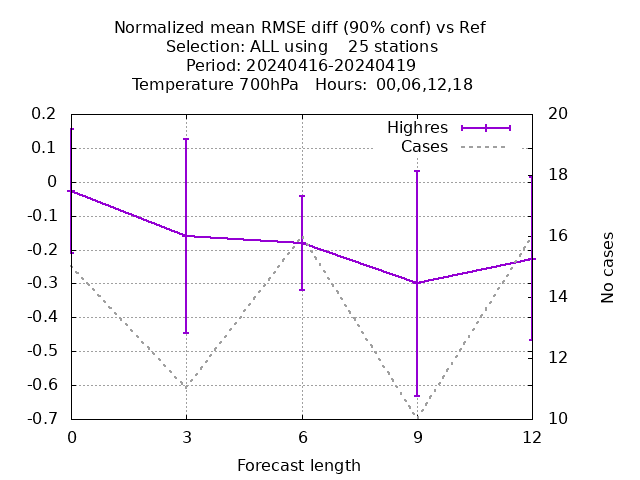 Normalized mean RMSE diff (90% conf) vs Ref
Selection: ALL using    25 stations
Period: 20240416-20240419
Temperature 700hPa   Hours: 00,06,12,18
Highres
Cases
0.2
0.1
0
-0.1
-0.2
-0.3
-0.4
-0.5
-0.6
-0.7
20
18
16
14
12
10
No cases
0 3 6 9 12
Forecast length